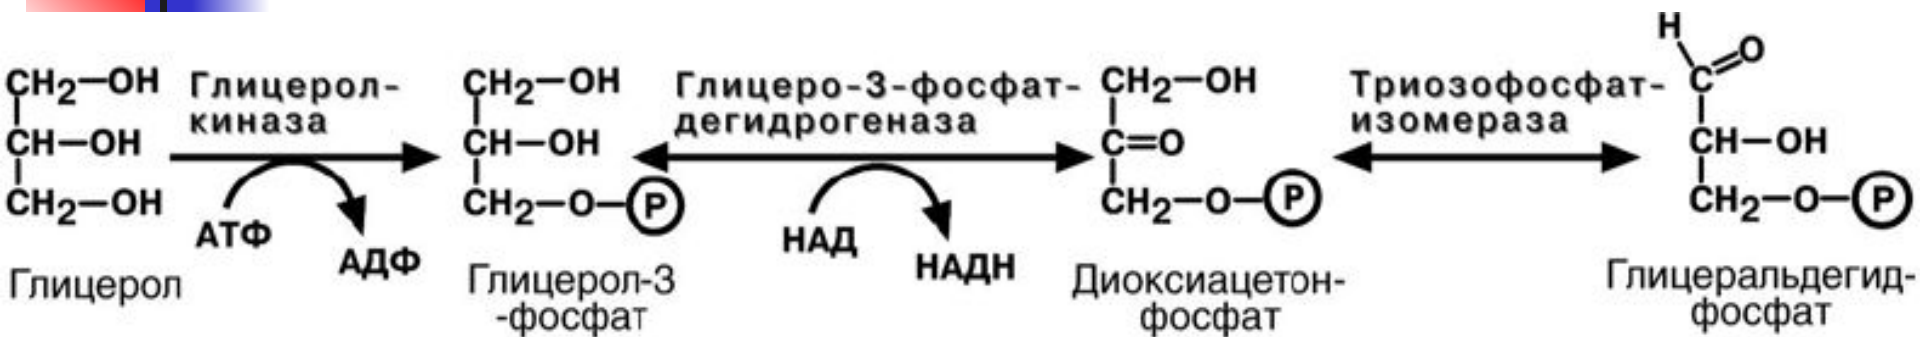 CH2–OH
CH–OH
CH2–OH
Глицерол-
киназа
АТФ
АДФ
Глицерол
CH2–OH
CH–OH
CH2–O–P
Глицерол-3
-фосфат
Глицеро-3-фосфат-
дегидрогеназа
НАД
НАДН
CH2–OH
C=O
CH2–O–P
Диоксиацетон-
фосфат
Триозофосфат-
изомераза
H
C=O
CH–OH
CH2–O–P
Глицеральдегид-
фосфат